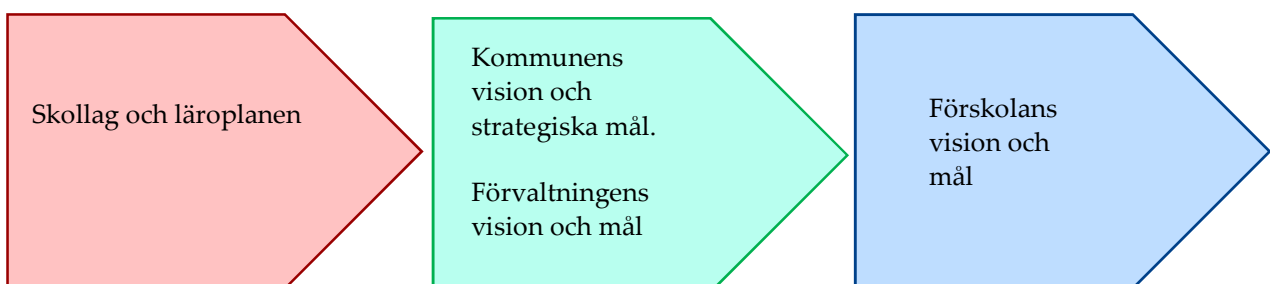 Skollag och läroplanen
Kommunens
vision och
strategiska mål.
Förvaltningens
vision och mål
Förskolans
vision och
mål